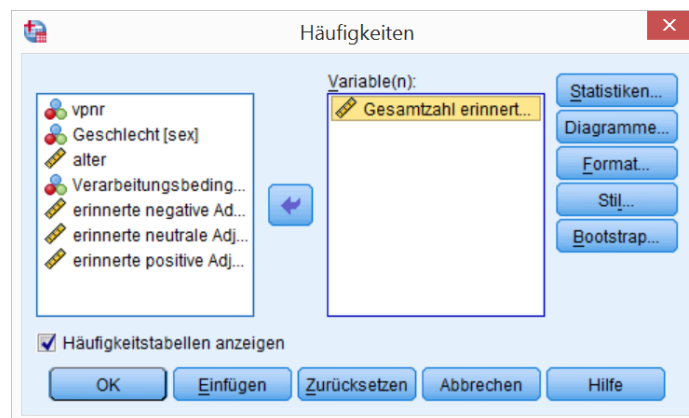 Häufigkeiten
vpnr
Geschlecht [sex]
alter
Verarbeitungsbeding...
erinnerte negative Ad...
erinnerte neutrale Adj...
erinnerte positive Adj...
Variable(n):
Gesamtzahl erinnert...
Statistiken...
Diagramme...
Format...
Stil...
Bootstrap...
Häufigkeitstabellen anzeigen
OK
Einfügen
Zurücksetzen
Abbrechen
Hilfe